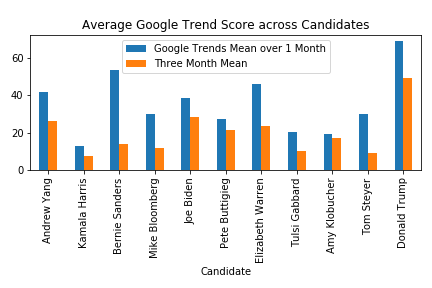 Average Google Trend Score across Candidates
Google Trends Mean over 1 Month
Three Month Mean
60
40
20
0
Andrew Yang
Kamala Harris
Bernie Sanders
Mike Bloomberg
Joe Biden
Pete Buttigieg
Elizabeth Warren
Tulsi Gabbard
Amy Klobucher
Tom Steyer
Donald Trump
Candidate